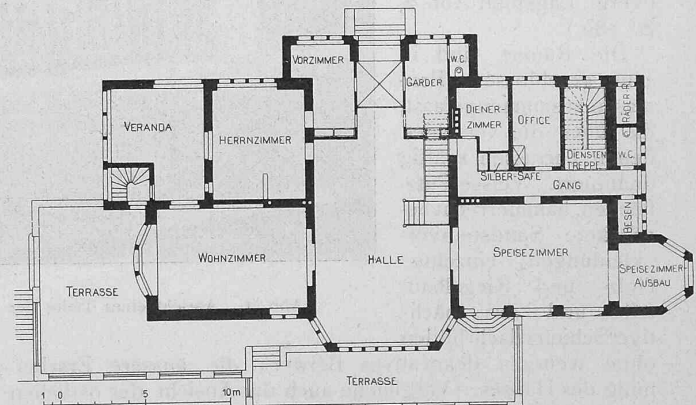 VORZIMMER
GARDER.
W.C.
VERANDA
HERRNZIMMER
DIENER-
ZIMMER
OFFICE
DIENSTEN
TREPPE
RÄDER-R.
W.C.
SILBER-SAFE
GANG
BESEN
TERRASSE
WOHNZIMMER
HALLE
SPEISEZIMMER
SPEISEZIMMER
AUSBAU
TERRASSE
1 0 5 10m